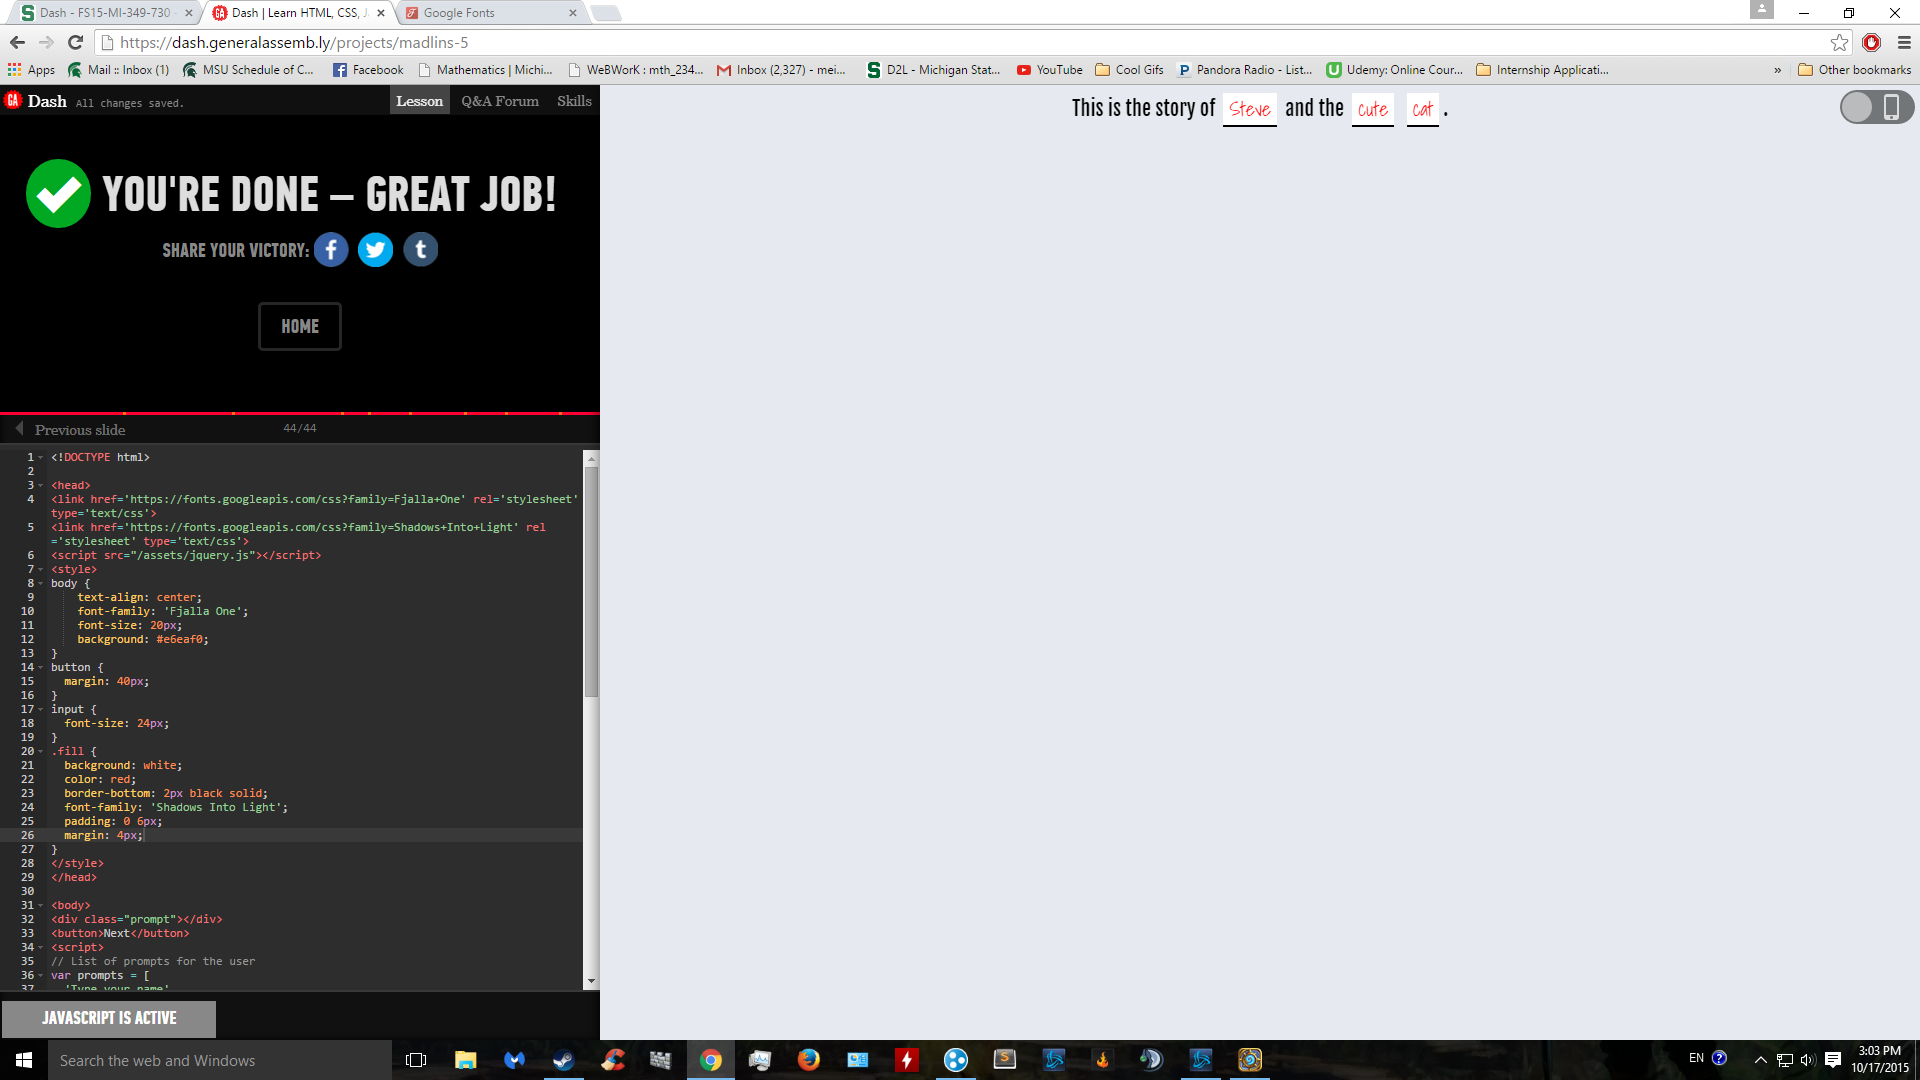 Dash - FS15-MI-349-730
Dash | Learn HTML, CSS, J
Google Fonts
https://dash.generalassemb.ly/projects/madlins-5
Apps
Mail :: Inbox (1)
MSU Schedule of C...
Facebook
Mathematics | Michi...
WeBWorK : mth_234...
Inbox (2,327) - mei...
D2L - Michigan Stat...
YouTube
Cool Gifs
Pandora Radio - List...
Udemy: Online Cour...
Internship Applicati...
»
Other bookmarks
GA Dash All changes saved.
Lesson
Q&A Forum
Skills
This is the story of Steve and the cute cat .
YOU'RE DONE – GREAT JOB!
SHARE YOUR VICTORY:
HOME
Previous slide
44/44
1 <!DOCTYPE html>
2
3 <head>
4 <link href='https://fonts.googleapis.com/css?family=Fjalla+One' rel='stylesheet'
type='text/css'>
5 <link href='https://fonts.googleapis.com/css?family=Shadows+Into+Light' rel
='stylesheet' type='text/css'>
6 <script src="/assets/jquery.js"></script>
7 <style>
8 body {
9 text-align: center;
10 font-family: 'Fjalla One';
11 font-size: 20px;
12 background: #e6eaf0;
13 }
14 button {
15 margin: 40px;
16 }
17 input {
18 font-size: 24px;
19 }
20 .fill {
21 background: white;
22 color: red;
23 border-bottom: 2px black solid;
24 font-family: 'Shadows Into Light';
25 padding: 0 6px;
26 margin: 4px;
27 }
28 </style>
29 </head>
30
31 <body>
32 <div class="prompt"></div>
33 <button>Next</button>
34 <script>
35 // List of prompts for the user
36 var prompts = [
37 'Type your name'
JAVASCRIPT IS ACTIVE
Search the web and Windows
EN
3:03 PM
10/17/2015